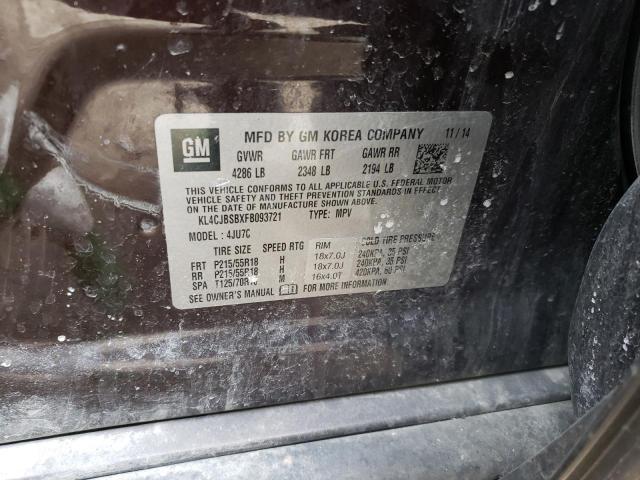 GM MFD BY GM KOREA COMPANY 11/14
GVWR GAWR FRT GAWR RR
4286 LB 2348 LB 2194 LB
THIS VEHICLE CONFORMS TO ALL APPLICABLE U.S. FEDERAL MOTOR
VEHICLE SAFETY AND THEFT PREVENTION STANDARDS IN EFFECT
ON THE DATE OF MANUFACTURE SHOWN ABOVE.
KL4CJBSBXFB093721 TYPE: MPV
MODEL : 4JU7C
TIRE SIZE SPEED RTG RIM COLD TIRE PRESSURE
FRT P215/55R18 H 18x7.0J 240KPA, 35 PSI
RR P215/55R18 H 18x7.0J 240KPA, 35 PSI
SPA T125/70R16 M 16x4.0T 420KPA, 60 PSI
SEE OWNER'S MANUAL FOR MORE INFORMATION.